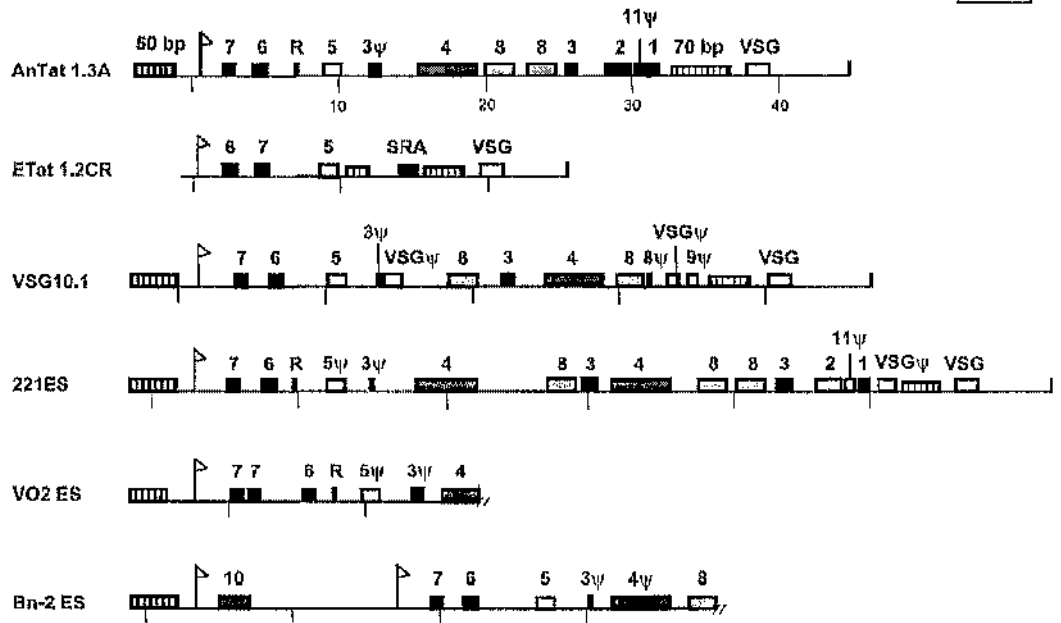 11ψ
50 bp 7 6 R 5 3ψ 4 8 8 3 2 1 70 bp VSG
AnTat 1.3A
10 20 30 40
6 7 5 SRA VSG
ETat 1.2CR
3ψ VSGψ
7 6 5 VSGψ 8 3 4 8 8ψ 9ψ VSG
VSG10.1
11ψ
7 6 R 5ψ 3ψ 4 8 3 4 8 8 3 2 1 VSGψ VSG
221ES
7 7 6 R 5ψ 3ψ 4
VO2 ES
10 7 6 5 3ψ 4ψ 8
Bn-2 ES